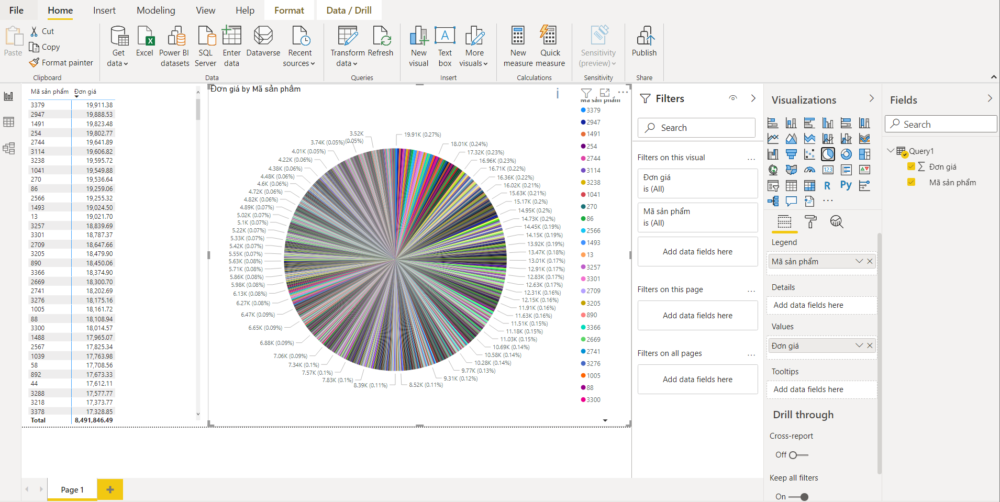 File Home Insert Modeling View Help Format Data / Drill
Paste
Cut
Copy
Format painter
Clipboard
Get data
Excel
Power BI datasets
SQL Server
Enter data
Dataverse
Recent sources
Data
Transform data
Refresh
Queries
New visual
Text box
More visuals
Insert
New measure
Quick measure
Calculations
Sensitivity (preview)
Sensitivity
Publish
Share
Mã sản phẩm Đơn giá
3379 19,911.38
2947 19,888.53
1491 19,823.48
254 19,802.77
2744 19,641.89
3114 19,606.82
3238 19,595.72
1041 19,549.88
270 19,536.64
86 19,259.06
2566 19,255.32
1493 19,024.50
13 19,021.70
3257 18,839.69
3301 18,787.37
2709 18,647.66
3205 18,479.90
890 18,450.06
3366 18,374.90
2669 18,300.70
2741 18,202.69
3276 18,175.16
1005 18,161.72
88 18,108.94
3300 18,014.57
1488 17,965.07
2567 17,825.34
1039 17,763.98
58 17,708.56
892 17,673.33
44 17,612.11
3288 17,577.77
3218 17,373.77
3378 17,328.85
Total 8,491,846.49
Đơn giá by Mã sản phẩm
19.91K (0.27%)
18.01K (0.24%)
17.32K (0.23%)
16.96K (0.23%)
16.71K (0.22%)
16.36K (0.22%)
16.02K (0.21%)
15.63K (0.21%)
15.17K (0.2%)
14.95K (0.2%)
14.73K (0.2%)
14.45K (0.19%)
14.15K (0.19%)
13.92K (0.19%)
13.47K (0.18%)
13.01K (0.17%)
12.91K (0.17%)
12.83K (0.17%)
12.63K (0.17%)
12.31K (0.16%)
12.15K (0.16%)
11.91K (0.16%)
11.63K (0.16%)
11.51K (0.15%)
11.18K (0.15%)
11.03K (0.15%)
10.69K (0.14%)
10.58K (0.14%)
10.28K (0.14%)
9.77K (0.13%)
9.31K (0.12%)
8.52K (0.11%)
8.39K (0.11%)
7.83K (0.1%)
7.57K (0.1%)
7.34K (0.1%)
7.06K (0.09%)
6.88K (0.09%)
6.65K (0.09%)
6.47K (0.09%)
6.27K (0.08%)
6.13K (0.08%)
5.98K (0.08%)
5.86K (0.08%)
5.71K (0.08%)
5.63K (0.08%)
5.55K (0.07%)
5.42K (0.07%)
5.33K (0.07%)
5.22K (0.07%)
5.1K (0.07%)
5.02K (0.07%)
4.89K (0.07%)
4.82K (0.06%)
4.72K (0.06%)
4.6K (0.06%)
4.48K (0.06%)
4.38K (0.06%)
4.22K (0.06%)
4.01K (0.05%)
3.74K (0.05%)
3.52K (0.05%)
Mã sản phẩm
3379
2947
1491
254
2744
3114
3238
1041
270
86
2566
1493
13
3257
3301
2709
3205
890
3366
2669
2741
3276
1005
88
3300
Filters
Search
Filters on this visual ...
Đơn giá
is (All)
Mã sản phẩm
is (All)
Add data fields here
Filters on this page ...
Add data fields here
Filters on all pages ...
Add data fields here
Visualizations
123
R
Py
...
Legend
Mã sản phẩm
Details
Add data fields here
Values
Đơn giá
Tooltips
Add data fields here
Drill through
Cross-report
Off
Keep all filters
On
Fields
Search
Query1
Đơn giá
Mã sản phẩm
Page 1